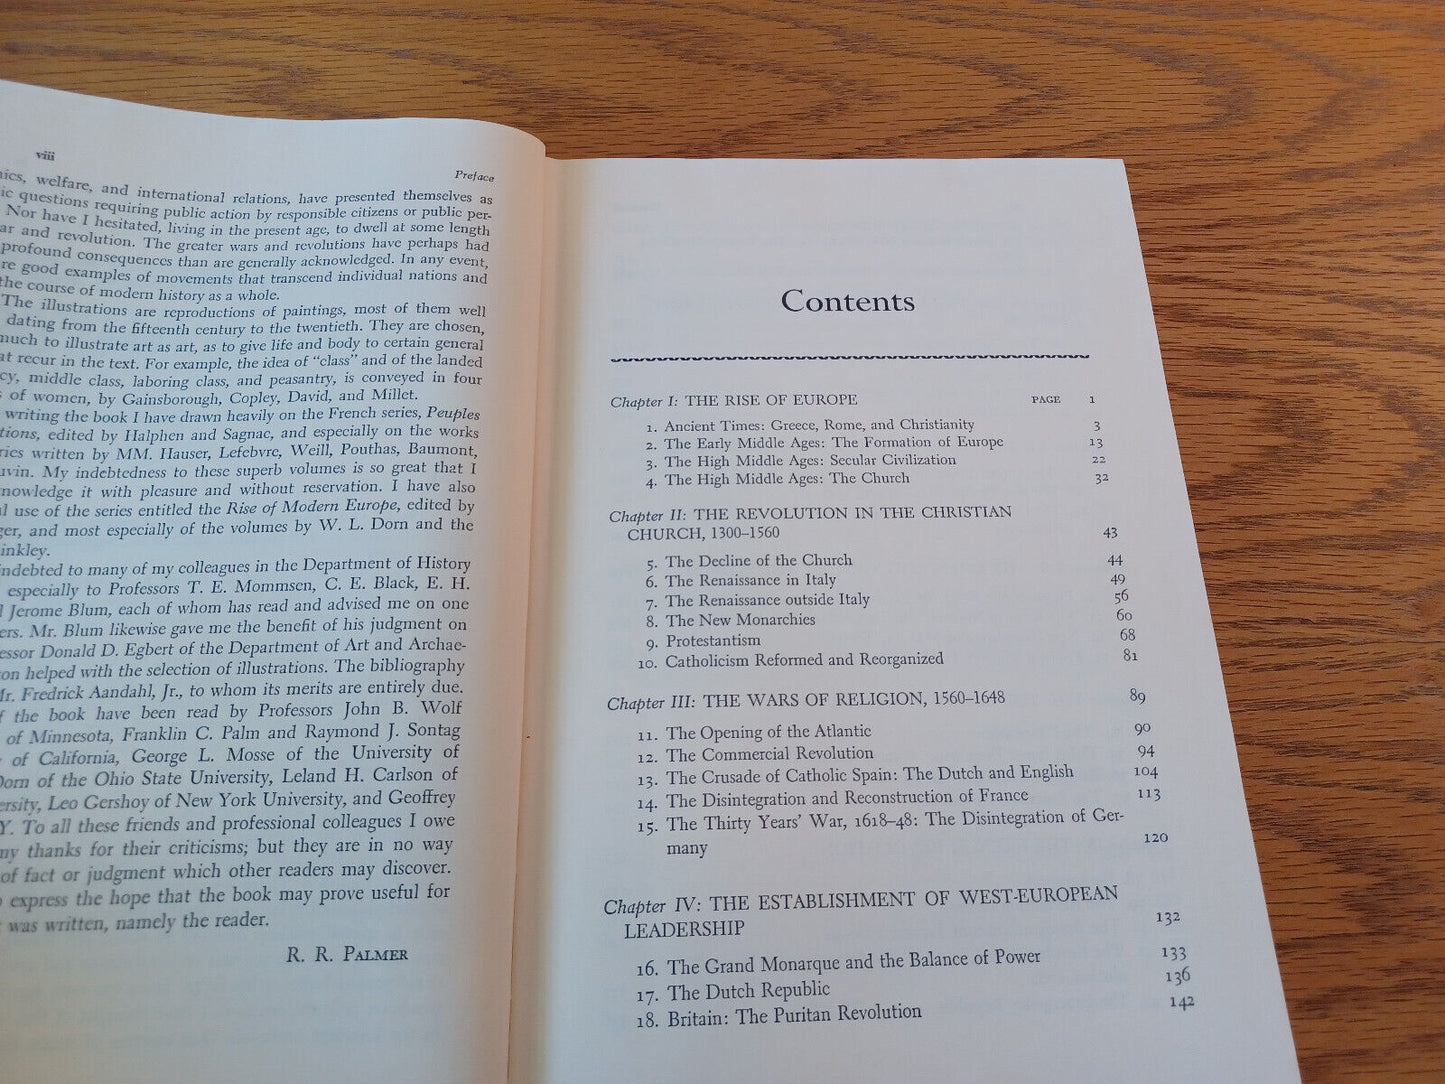 viii
Preface
welfare, and international relations, have presented themselves as
questions requiring public action by responsible citizens or public per-
Nor have I hesitated, living in the present age, to dwell at some length
and revolution. The greater wars and revolutions have perhaps had
profound consequences than are generally acknowledged. In any event,
good examples of movements that transcend individual nations and
the course of modern history as a whole.
The illustrations are reproductions of paintings, most of them well
dating from the fifteenth century to the twentieth. They are chosen,
much to illustrate art as art, as to give life and body to certain general
recur in the text. For example, the idea of “class” and of the landed
middle class, laboring class, and peasantry, is conveyed in four
of women, by Gainsborough, Copley, David, and Millet.
writing the book I have drawn heavily on the French series, Peuples
edited by Halphen and Sagnac, and especially on the works
written by MM. Hauser, Lefebvre, Weill, Pouthas, Baumont,
My indebtedness to these superb volumes is so great that I
it with pleasure and without reservation. I have also
use of the series entitled the Rise of Modern Europe, edited by
and most especially of the volumes by W. L. Dorn and the
indebted to many of my colleagues in the Department of History
especially to Professors T. E. Mommsen, C. E. Black, E. H.
Jerome Blum, each of whom has read and advised me on one
Mr. Blum likewise gave me the benefit of his judgment on
Donald D. Egbert of the Department of Art and Archae-
helped with the selection of illustrations. The bibliography
Mr. Fredrick Aandahl, Jr., to whom its merits are entirely due.
the book have been read by Professors John B. Wolf
of Minnesota, Franklin C. Palm and Raymond J. Sontag
of California, George L. Mosse of the University of
Dorn of the Ohio State University, Leland H. Carlson of
Leo Gershoy of New York University, and Geoffrey
To all these friends and professional colleagues I owe
my thanks for their criticisms; but they are in no way
of fact or judgment which other readers may discover.
express the hope that the book may prove useful for
was written, namely the reader.
R. R. Palmer
Contents
Chapter I: THE RISE OF EUROPE PAGE 1
1. Ancient Times: Greece, Rome, and Christianity 3
2. The Early Middle Ages: The Formation of Europe 13
3. The High Middle Ages: Secular Civilization 22
4. The High Middle Ages: The Church 32
Chapter II: THE REVOLUTION IN THE CHRISTIAN
CHURCH, 1300–1560 43
5. The Decline of the Church 44
6. The Renaissance in Italy 49
7. The Renaissance outside Italy 56
8. The New Monarchies 60
9. Protestantism 68
10. Catholicism Reformed and Reorganized 81
Chapter III: THE WARS OF RELIGION, 1560–1648 89
11. The Opening of the Atlantic 90
12. The Commercial Revolution 94
13. The Crusade of Catholic Spain: The Dutch and English 104
14. The Disintegration and Reconstruction of France 113
15. The Thirty Years’ War, 1618–48: The Disintegration of Ger-
many 120
Chapter IV: THE ESTABLISHMENT OF WEST-EUROPEAN
LEADERSHIP 132
16. The Grand Monarque and the Balance of Power 133
17. The Dutch Republic 136
18. Britain: The Puritan Revolution 142